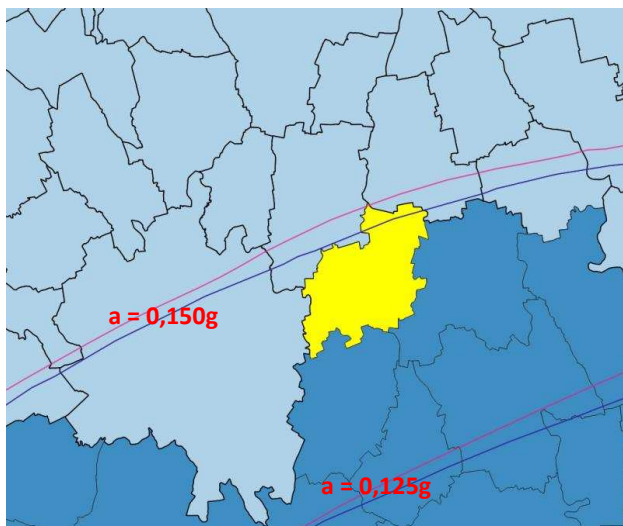 a = 0,150g
a = 0,125g